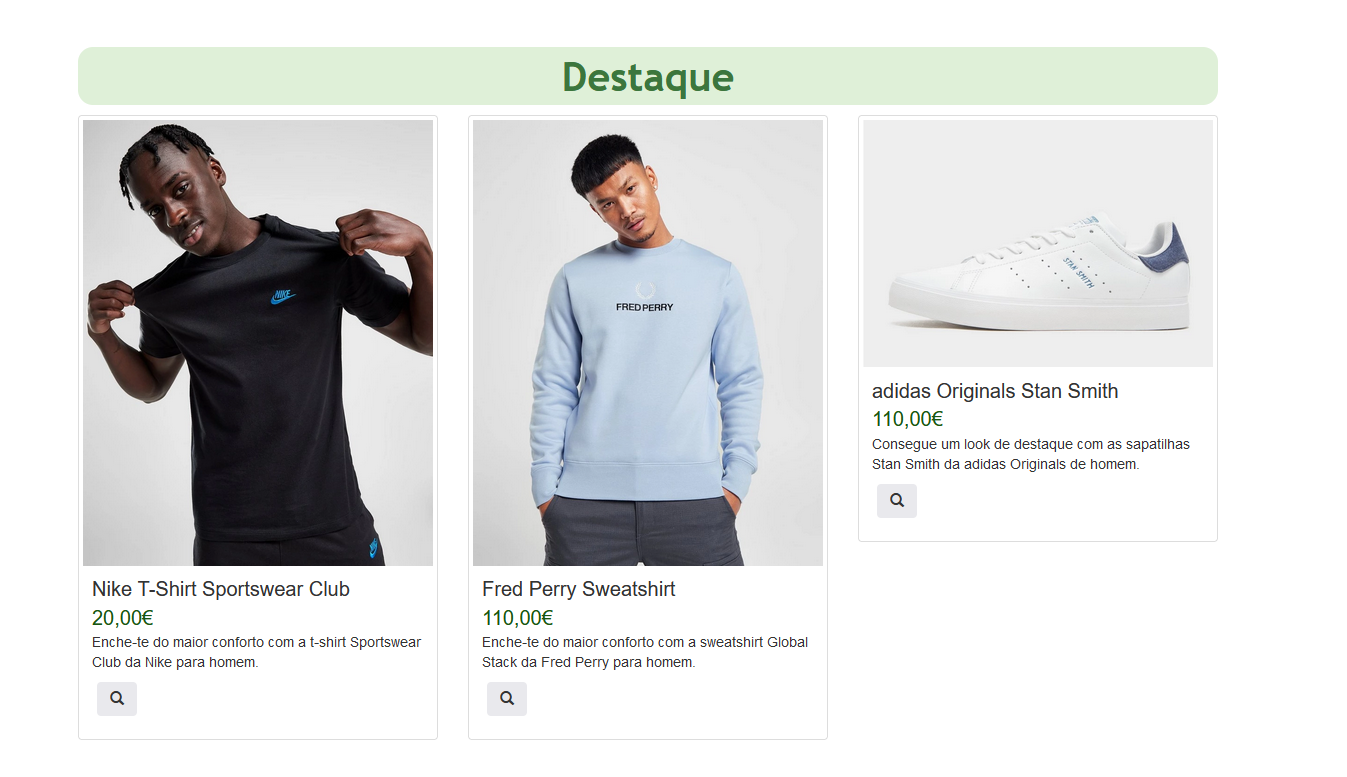 Destaque
NIKE
FRED PERRY
STAN SMITH
Nike T-Shirt Sportswear Club
20,00€
Enche-te do maior conforto com a t-shirt Sportswear
Club da Nike para homem.
Fred Perry Sweatshirt
110,00€
Enche-te do maior conforto com a sweatshirt Global
Stack da Fred Perry para homem.
adidas Originals Stan Smith
110,00€
Consegue um look de destaque com as sapatilhas
Stan Smith da adidas Originals de homem.